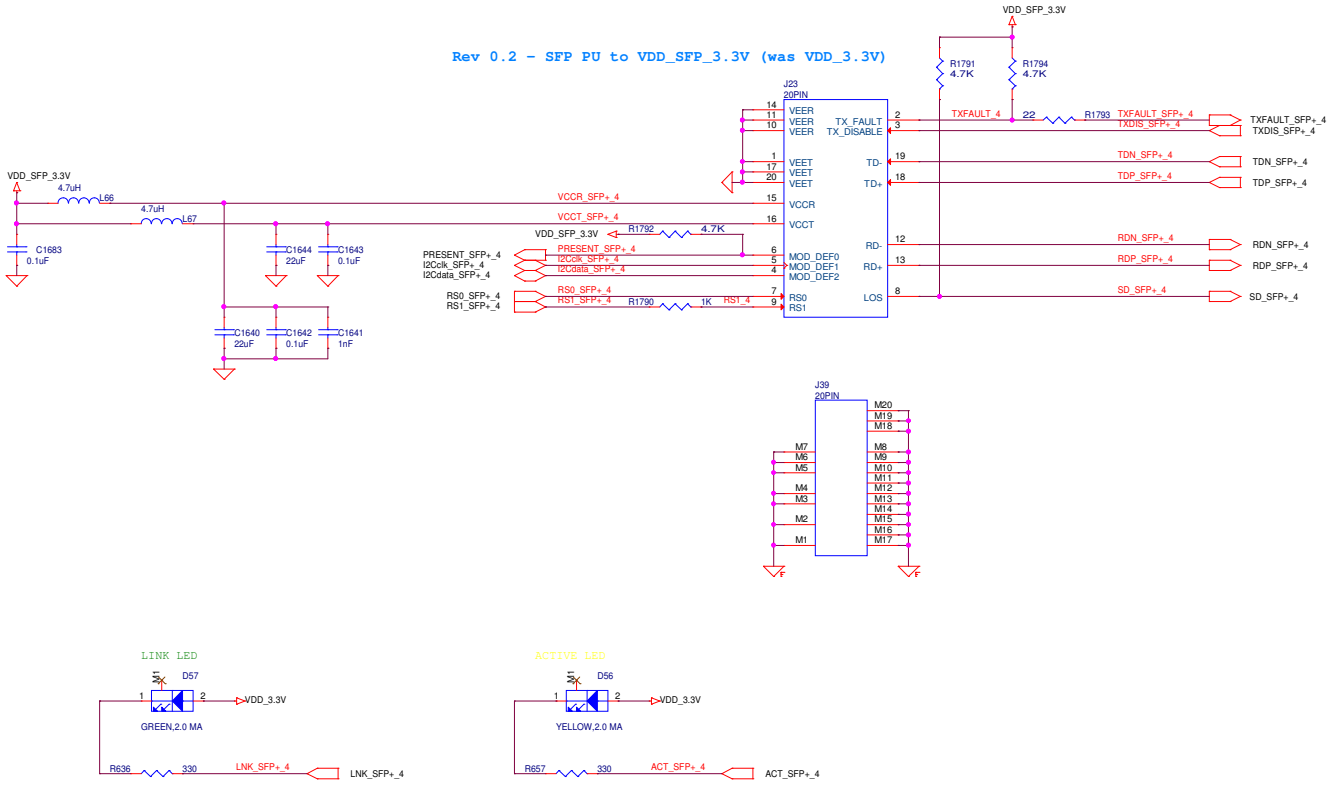 VDD_SFP_3.3V
Rev 0.2 - SFP PU to VDD_SFP_3.3V (was VDD_3.3V)
R1791
4.7K
R1794
4.7K
J23
20PIN
14 VEER
11 VEER
10 VEER
1 VEET
17 VEET
20 VEET
15 VCCR
16 VCCT
6 MOD_DEF0
5 MOD_DEF1
4 MOD_DEF2
7 RS0
9 RS1
TX_FAULT 2 TXFAULT_4 22 R1793 TXFAULT_SFP+_4 TXFAULT_SFP+_4
TX_DISABLE 3 TXDIS_SFP+_4 TXDIS_SFP+_4
TD- 19 TDN_SFP+_4 TDN_SFP+_4
TD+ 18 TDP_SFP+_4 TDP_SFP+_4
RD- 12 RDN_SFP+_4 RDN_SFP+_4
RD+ 13 RDP_SFP+_4 RDP_SFP+_4
LOS 8 SD_SFP+_4 SD_SFP+_4
VDD_SFP_3.3V
4.7uH
L66
VCCR_SFP+_4
4.7uH
L67
VCCT_SFP+_4
VDD_SFP_3.3V R1792 4.7K
PRESENT_SFP+_4 PRESENT_SFP+_4
I2Cclk_SFP+_4 I2Cclk_SFP+_4
I2Cdata_SFP+_4 I2Cdata_SFP+_4
RS0_SFP+_4 RS0_SFP+_4
RS1_SFP+_4 RS1_SFP+_4 R1790 1K RS1_4
C1683
0.1uF
C1644
22uF
C1643
0.1uF
C1640
22uF
C1642
0.1uF
C1641
1nF
J39
20PIN
M20
M19
M18
M7 M8
M6 M9
M5 M10
M11
M4 M12
M3 M13
M14
M2 M15
M16
M1 M17
LINK LED
M1
D57
1 2 VDD_3.3V
GREEN,2.0 MA
R636 330 LNK_SFP+_4 LNK_SFP+_4
ACTIVE LED
M1
D56
1 2 VDD_3.3V
YELLOW,2.0 MA
R657 330 ACT_SFP+_4 ACT_SFP+_4